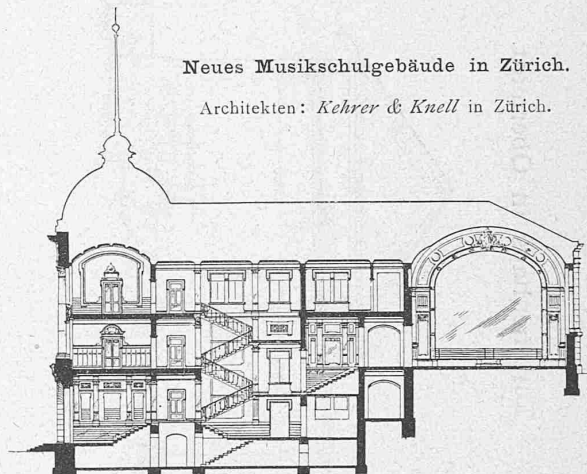 Neues Musikschulgebäude in Zürich.
Architekten: Kehrer & Knell in Zürich.